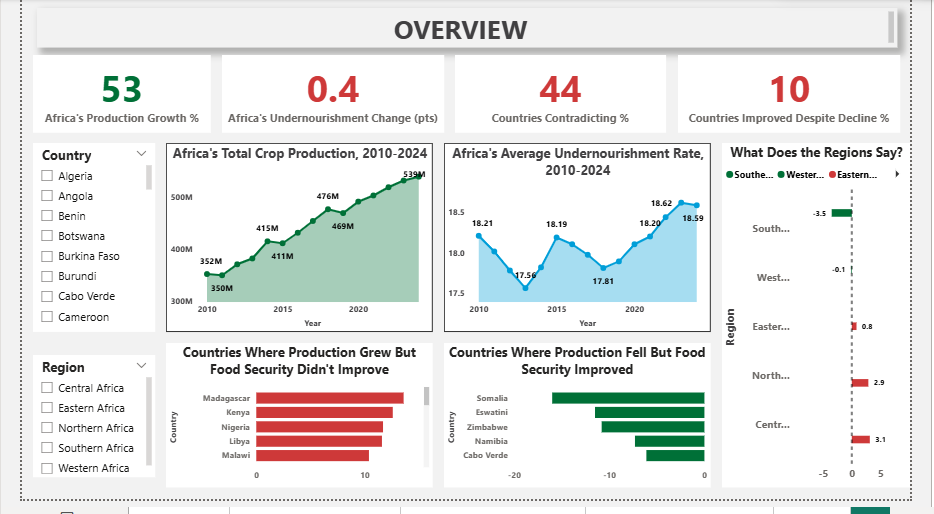 OVERVIEW
53
Africa's Production Growth %
0.4
Africa's Undernourishment Change (pts)
44
Countries Contradicting %
10
Countries Improved Despite Decline %
Country
Algeria
Angola
Benin
Botswana
Burkina Faso
Burundi
Cabo Verde
Cameroon
Region
Central Africa
Eastern Africa
Northern Africa
Southern Africa
Western Africa
Africa's Total Crop Production, 2010-2024
500M
400M
300M
352M
350M
415M
411M
476M
469M
539M
2010
2015
2020
Year
Africa's Average Undernourishment Rate,
2010-2024
18.5
18.0
17.5
18.21
17.56
18.19
17.81
18.20
18.62
18.59
2010
2015
2020
Year
Countries Where Production Grew But
Food Security Didn't Improve
Country
Madagascar
Kenya
Nigeria
Libya
Malawi
0
10
Countries Where Production Fell But Food
Security Improved
Country
Somalia
Eswatini
Zimbabwe
Namibia
Cabo Verde
-20
-10
0
What Does the Regions Say?
Southe...
Wester...
Eastern...
Region
South...
West...
Easter...
North...
Centr...
-3.5
-0.1
0.8
2.9
3.1
-5
0
5